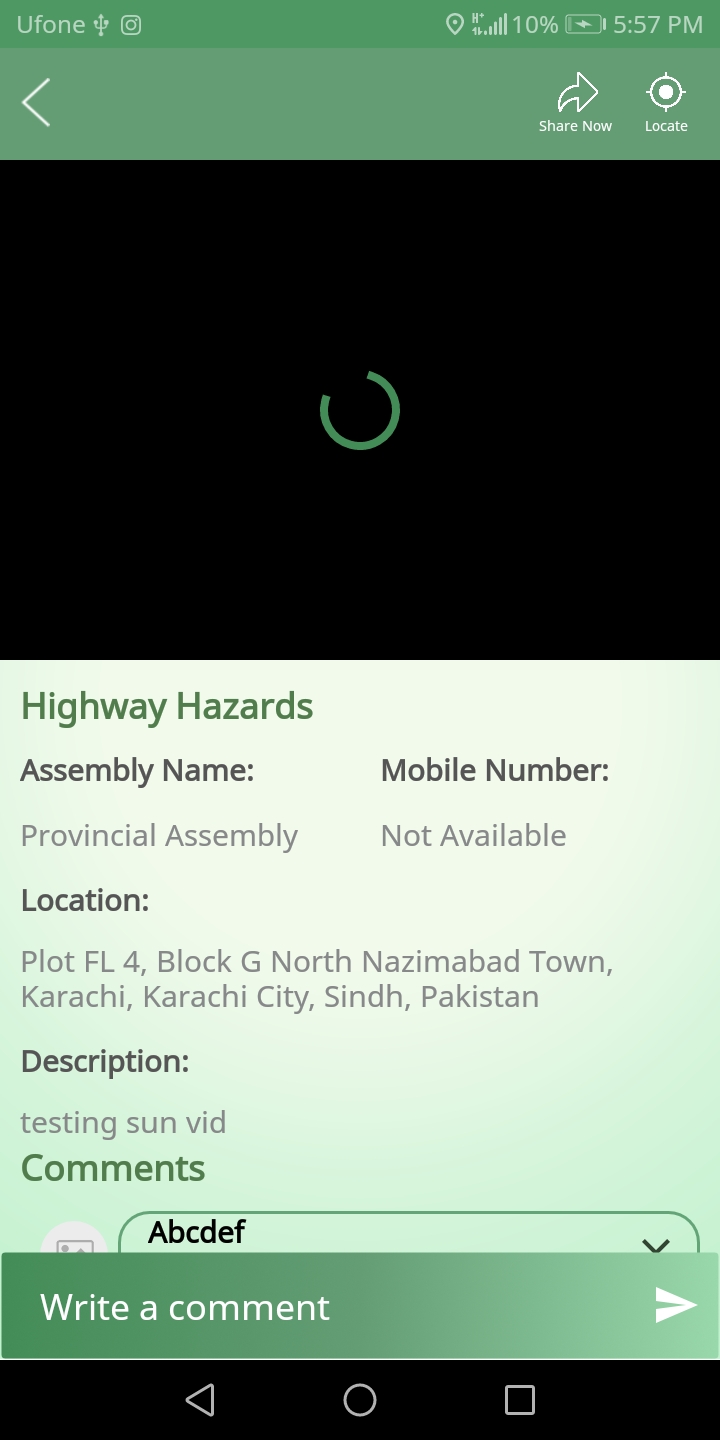 Ufone 10% 5:57 PM
Share Now Locate
Highway Hazards
Assembly Name: Mobile Number:
Provincial Assembly Not Available
Location:
Plot FL 4, Block G North Nazimabad Town,
Karachi, Karachi City, Sindh, Pakistan
Description:
testing sun vid
Comments
Abcdef
Write a comment